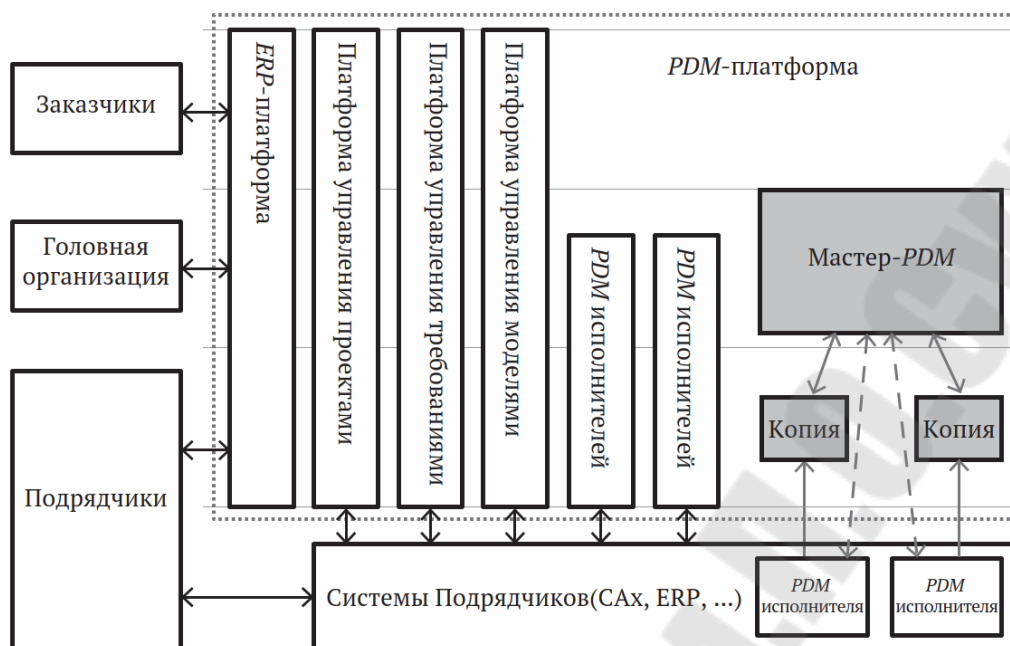 PDM-платформа
ERP-платформа
Платформа управления проектами
Платформа управления требованиями
Платформа управления моделями
Заказчики
Головная
организация
PDM исполнителей
PDM исполнителей
Мастер-PDM
Копия
Копия
Подрядчики
Системы Подрядчиков(CAx, ERP, ...)
PDM
исполнителя
PDM
исполнителя